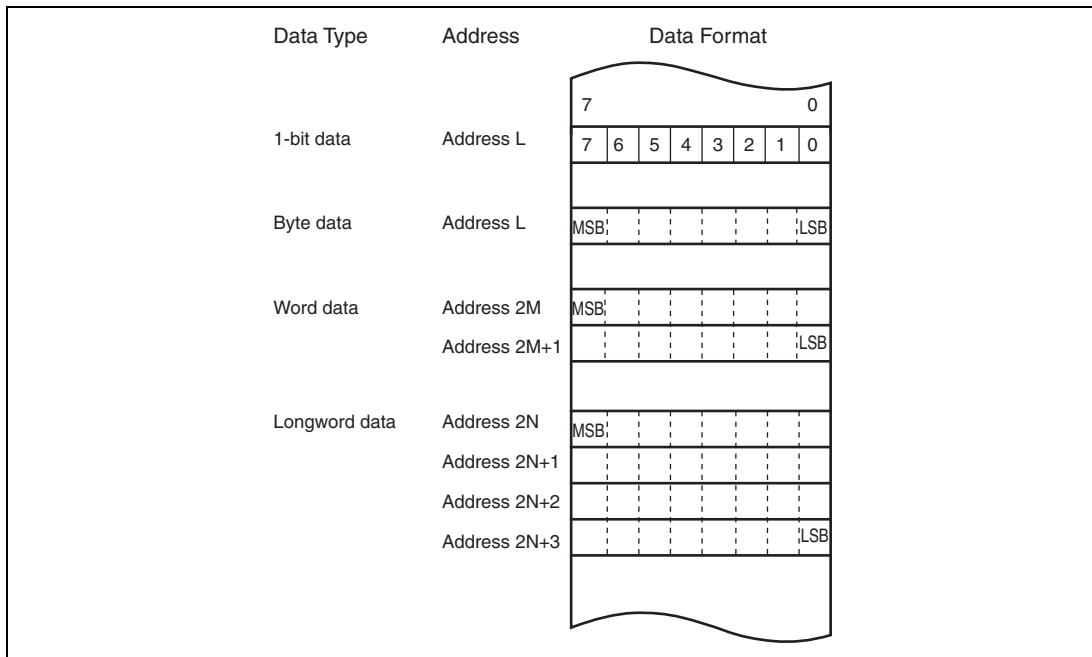 Data Type Address Data Format
7 0
1-bit data Address L 7 6 5 4 3 2 1 0
Byte data Address L MSB LSB
Word data Address 2M MSB
Address 2M+1 LSB
Longword data Address 2N MSB
Address 2N+1
Address 2N+2
Address 2N+3 LSB